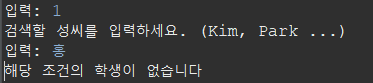 입력: 1
검색할 성씨를 입력하세요. (Kim, Park ...)
입력: 홍
해당 조건의 학생이 없습니다